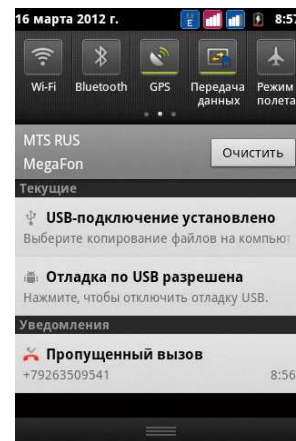 16 марта 2012 г. E 8:57
Wi-Fi Bluetooth GPS Передача данных Режим полета
MTS RUS
MegaFon
Очистить
Текущие
USB-подключение установлено
Выберите копирование файлов на компьют
Отладка по USB разрешена
Нажмите, чтобы отключить отладку USB.
Уведомления
Пропущенный вызов
+79263509541 8:56